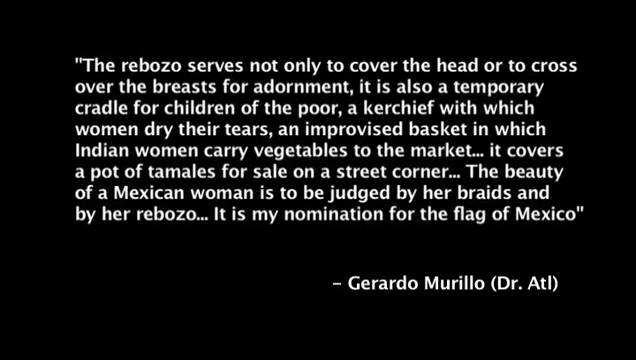 "The rebozo serves not only to cover the head or to cross
over the breasts for adornment, it is also a temporary
cradle for children of the poor, a kerchief with which
women dry their tears, an improvised basket in which
Indian women carry vegetables to the market... it covers
a pot of tamales for sale on a street corner... The beauty
of a Mexican woman is to be judged by her braids and
by her rebozo... It is my nomination for the flag of Mexico"
– Gerardo Murillo (Dr. Atl)